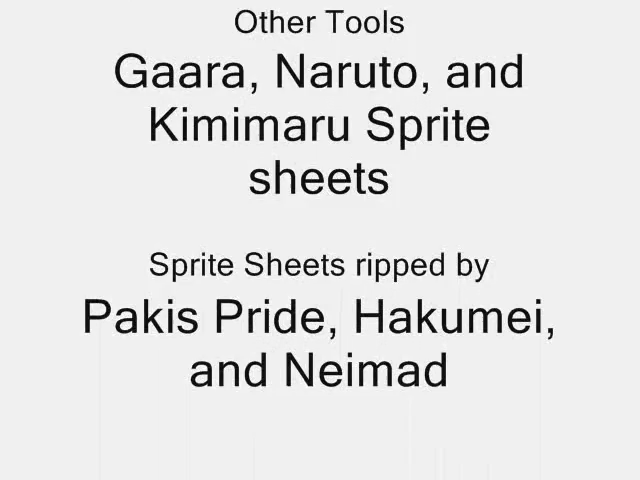 Other Tools
Gaara, Naruto, and
Kimimaru Sprite
sheets
Sprite Sheets ripped by
Pakis Pride, Hakumei,
and Neimad